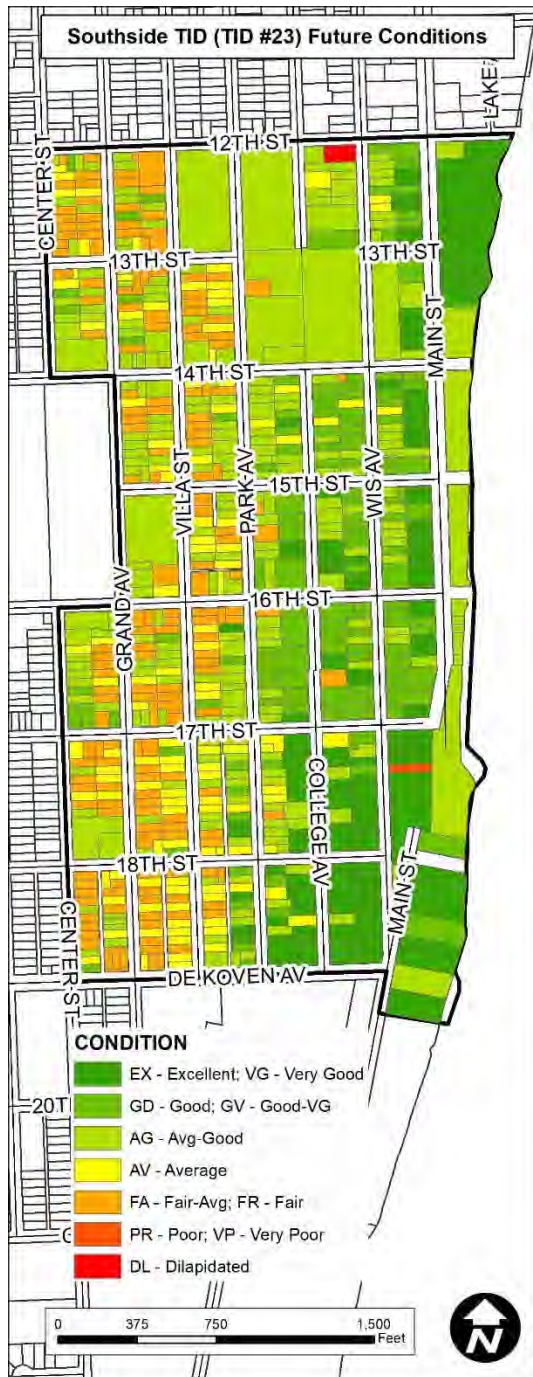 Southside TID (TID #23) Future Conditions
LAKE
12TH ST
CENTER ST
13TH ST
13TH ST
MAIN ST
14TH ST
VILLA ST
PARK AV
WIS AV
15TH ST
GRAND AV
16TH ST
17TH ST
COLLEGE AV
18TH ST
MAIN ST
CENTER ST
DE KOVEN AV
CONDITION
EX - Excellent; VG - Very Good
GD - Good; GV - Good-VG
20T
AG - Avg-Good
AV - Average
FA - Fair-Avg; FR - Fair
PR - Poor; VP - Very Poor
DL - Dilapidated
0 375 750 1,500
Feet
N